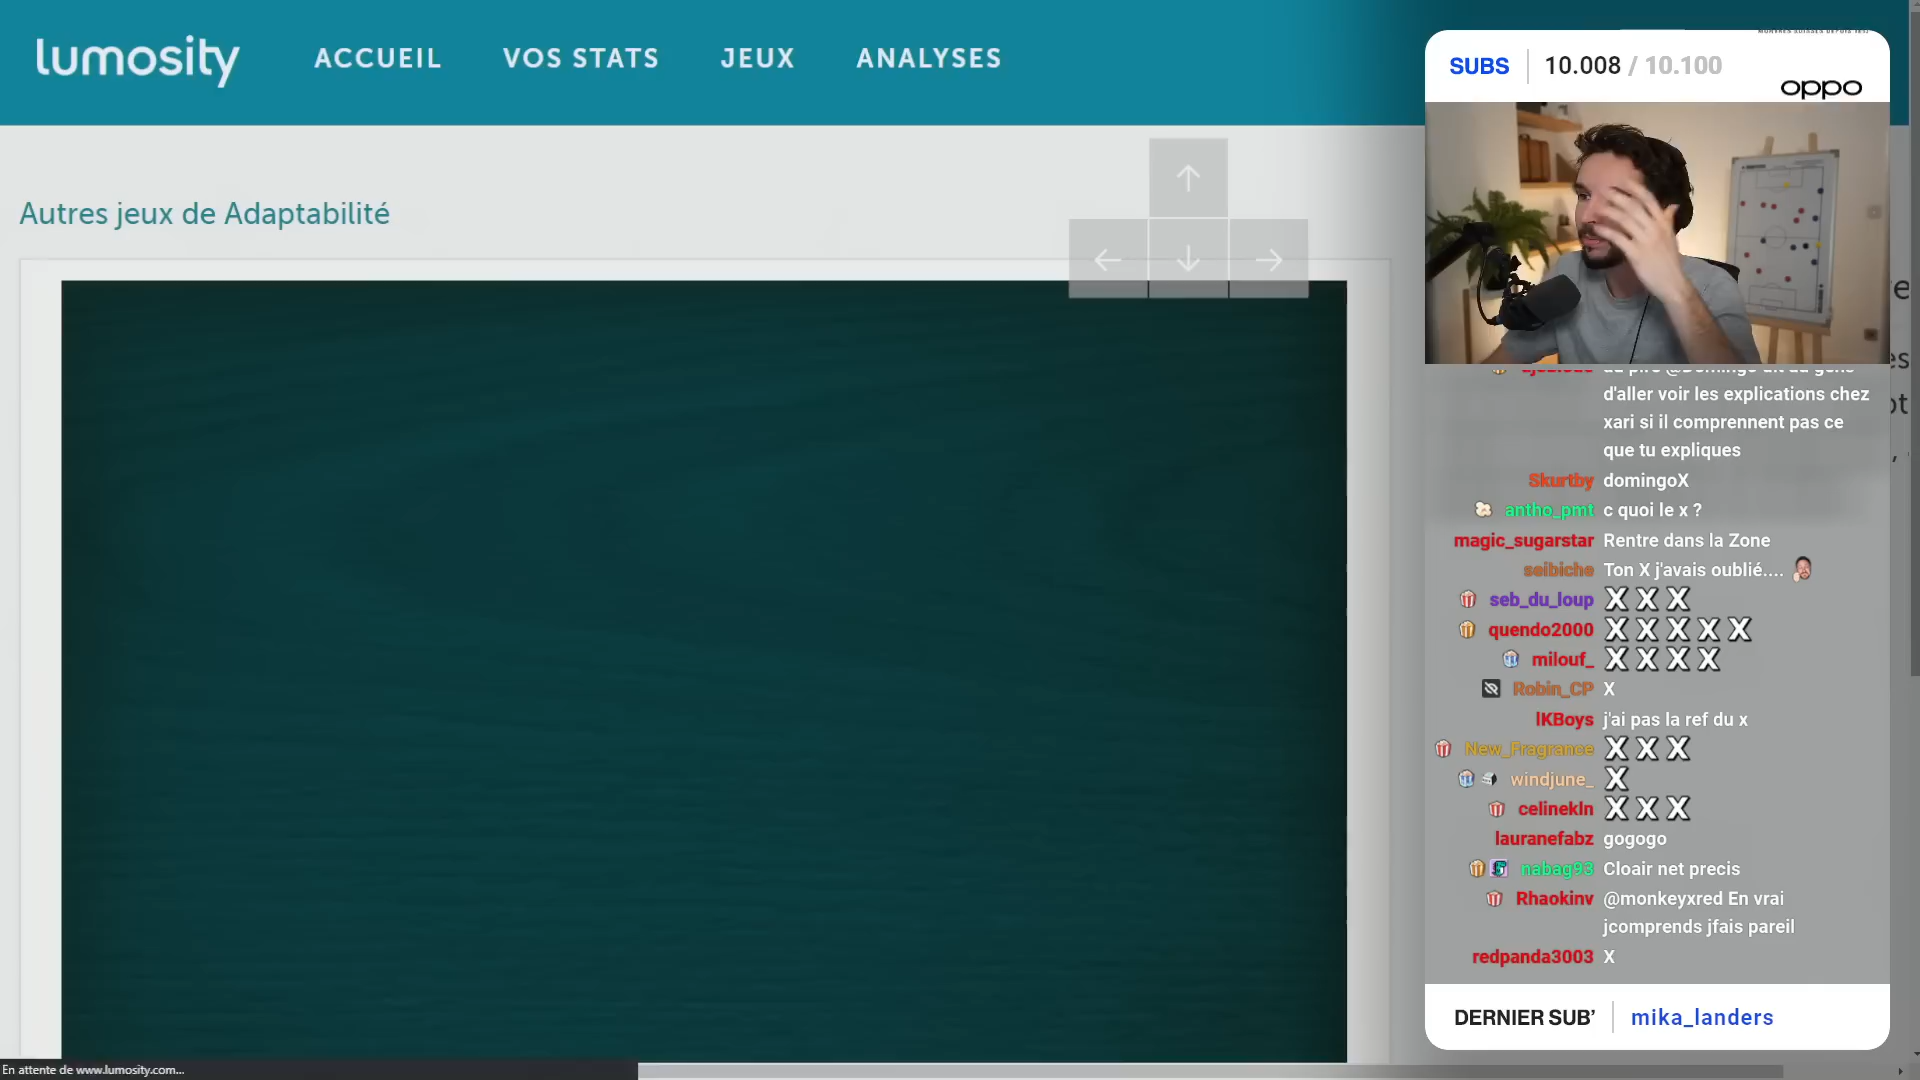 lumosity
ACCUEIL
VOS STATS
JEUX
ANALYSES
SUBS
10.008 / 10.100
oppo
Autres jeux de Adaptabilité
d'aller voir les explications chez
xari si il comprennent pas ce
que tu expliques
Skurtby domingoX
antho_pmt c quoi le x ?
magic_sugarstar Rentre dans la Zone
seibiche Ton X j'avais oublié....
seb_du_loup X X X
quendo2000 X X X X X
milouf_ X X X X
Robin_CP X
lKBoys j'ai pas la ref du x
New_Fragrance X X X
windjune_ X
celinekln X X X
lauranefabz gogogo
nabag93 Cloair net precis
Rhaokinv @monkeyxred En vrai
jcomprends jfais pareil
redpanda3003 X
DERNIER SUB' mika_landers
En attente de www.lumosity.com...